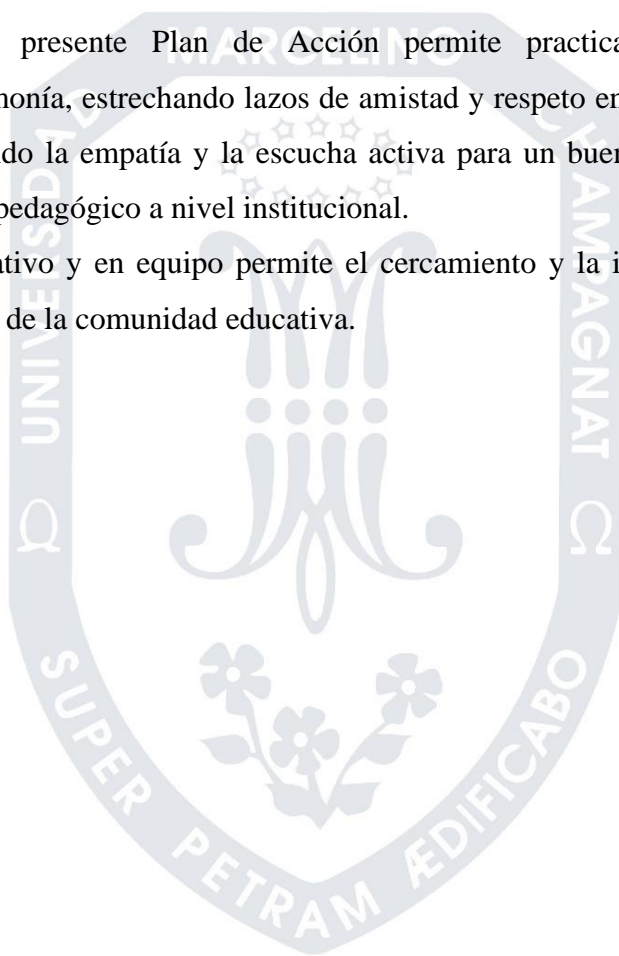 presente Plan de Acción permite practica
monía, estrechando lazos de amistad y respeto en
ndo la empatía y la escucha activa para un buen
pedagógico a nivel institucional.
ativo y en equipo permite el cercamiento y la i
de la comunidad educativa.
UNIVERSIDAD MARCELINO CHAMPAGNAT
Ω Ω
SUPER PETRAM ÆDIFICABO